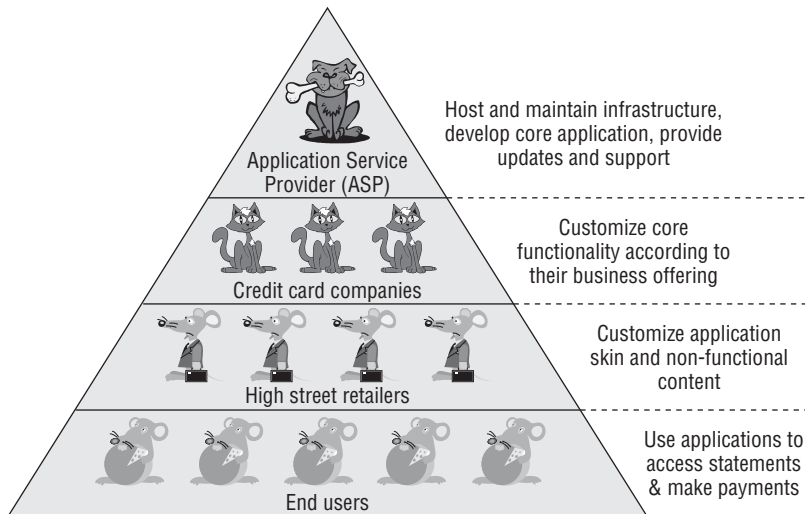 Host and maintain infrastructure,
develop core application, provide
updates and support
Application Service
Provider (ASP)
Customize core
functionality according to
their business offering
Credit card companies
Customize application
skin and non-functional
content
High street retailers
Use applications to
access statements
& make payments
End users